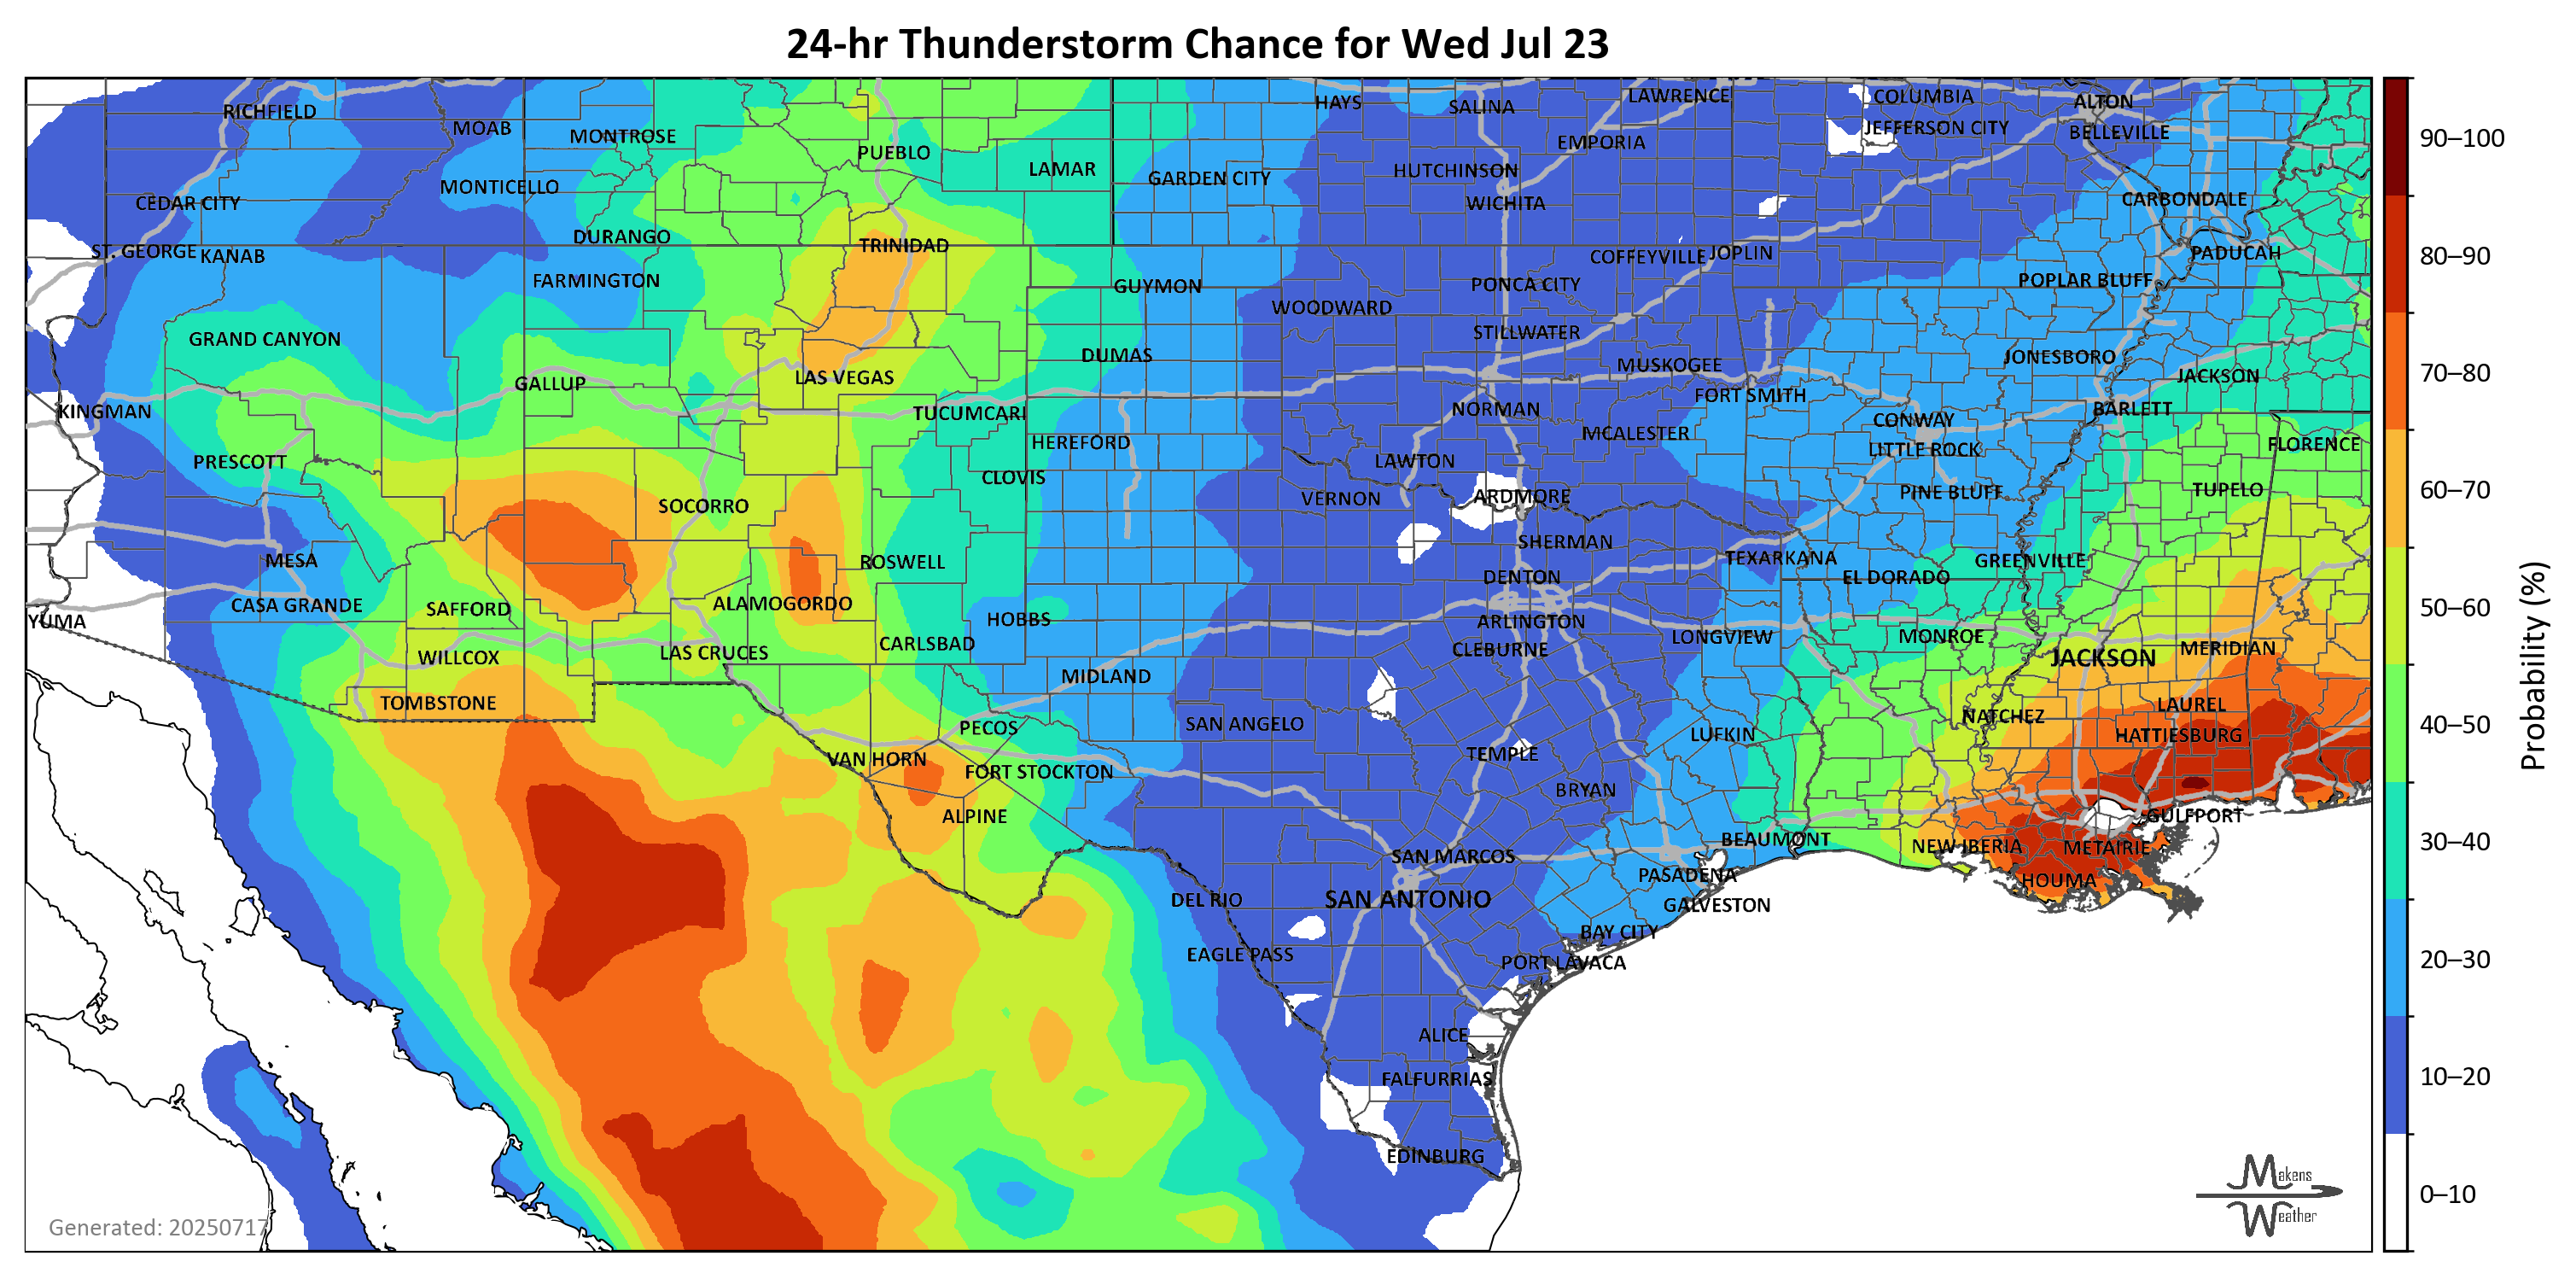 24-hr Thunderstorm Chance for Wed Jul 23
RICHFIELD
MOAB
MONTROSE
PUEBLO
LAMAR
GARDEN CITY
HAYS
SALINA
LAWRENCE
COLUMBIA
ALTON
EMPORIA
JEFFERSON CITY
BELLEVILLE
HUTCHINSON
MONTICELLO
CEDAR CITY
WICHITA
CARBONDALE
DURANGO
TRINIDAD
ST. GEORGE
KANAB
COFFEYVILLE
JOPLIN
PADUCAH
FARMINGTON
GUYMON
PONCA CITY
POPLAR BLUFF
WOODWARD
GRAND CANYON
STILLWATER
DUMAS
JONESBORO
MUSKOGEE
GALLUP
LAS VEGAS
JACKSON
FORT SMITH
KINGMAN
TUCUMCARI
NORMAN
BARLETT
CONWAY
HEREFORD
MCALESTER
LITTLE ROCK
FLORENCE
PRESCOTT
CLOVIS
LAWTON
SOCORRO
VERNON
ARDMORE
PINE BLUFF
TUPELO
SHERMAN
MESA
ROSWELL
TEXARKANA
GREENVILLE
DENTON
EL DORADO
CASA GRANDE
SAFFORD
ALAMOGORDO
YUMA
HOBBS
ARLINGTON
CARLSBAD
LONGVIEW
MONROE
WILLCOX
LAS CRUCES
CLEBURNE
JACKSON
MERIDIAN
MIDLAND
TOMBSTONE
LAUREL
PECOS
SAN ANGELO
NATCHEZ
LUFKIN
HATTIESBURG
VAN HORN
TEMPLE
FORT STOCKTON
BRYAN
ALPINE
GULFPORT
BEAUMONT
NEW IBERIA
METAIRIE
SAN MARCOS
PASADENA
HOUMA
DEL RIO
SAN ANTONIO
GALVESTON
BAY CITY
EAGLE PASS
PORT LAVACA
ALICE
FALFURRIAS
EDINBURG
Generated: 20250717
Makens
Weather
90–100
80–90
70–80
60–70
50–60
40–50
30–40
20–30
10–20
0–10
Probability (%)